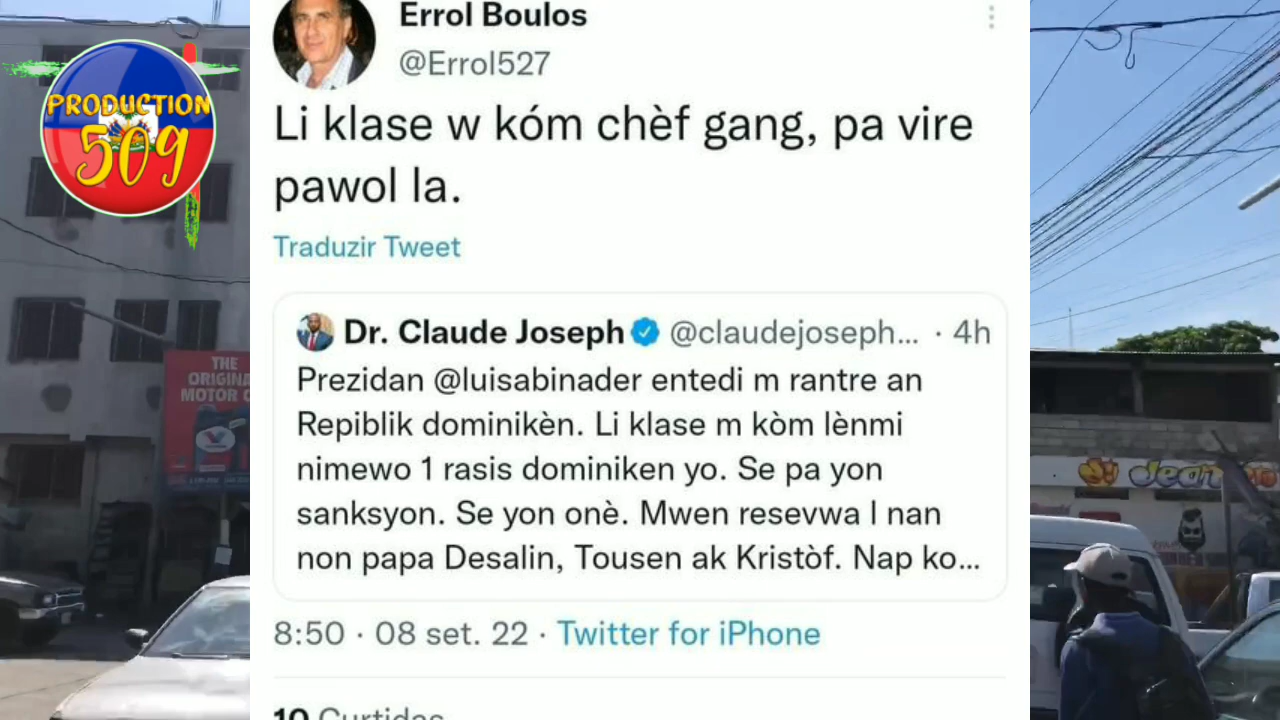 PRODUCTION
509
Errol Boulos
@Errol527
Li klase w kóm chèf gang, pa vire
pawol la.
Traduzir Tweet
Dr. Claude Joseph @claudejoseph... · 4h
Prezidan @luisabinader entedi m rantre an
Repiblik dominikèn. Li klase m kòm lènmi
nimewo 1 rasis dominiken yo. Se pa yon
sanksyon. Se yon onè. Mwen resevwa l nan
non papa Desalin, Tousen ak Kristòf. Nap ko...
8:50 · 08 set. 22 · Twitter for iPhone
10 Curtidas
THE
MOTOR